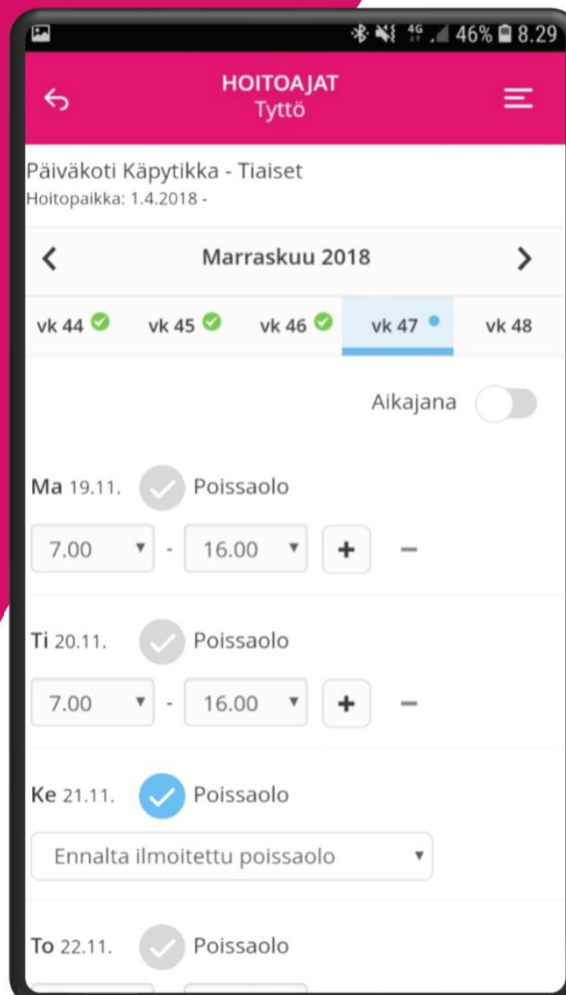 4G 46% 8.29
HOITOAJAT
Tyttö
Päiväkoti Käpytikka - Tiaiset
Hoitopaikka: 1.4.2018 -
Marraskuu 2018
vk 44 vk 45 vk 46 vk 47 vk 48
Aikajana
Ma 19.11. Poissaolo
7.00 - 16.00 + -
Ti 20.11. Poissaolo
7.00 - 16.00 + -
Ke 21.11. Poissaolo
Ennalta ilmoitettu poissaolo
To 22.11. Poissaolo